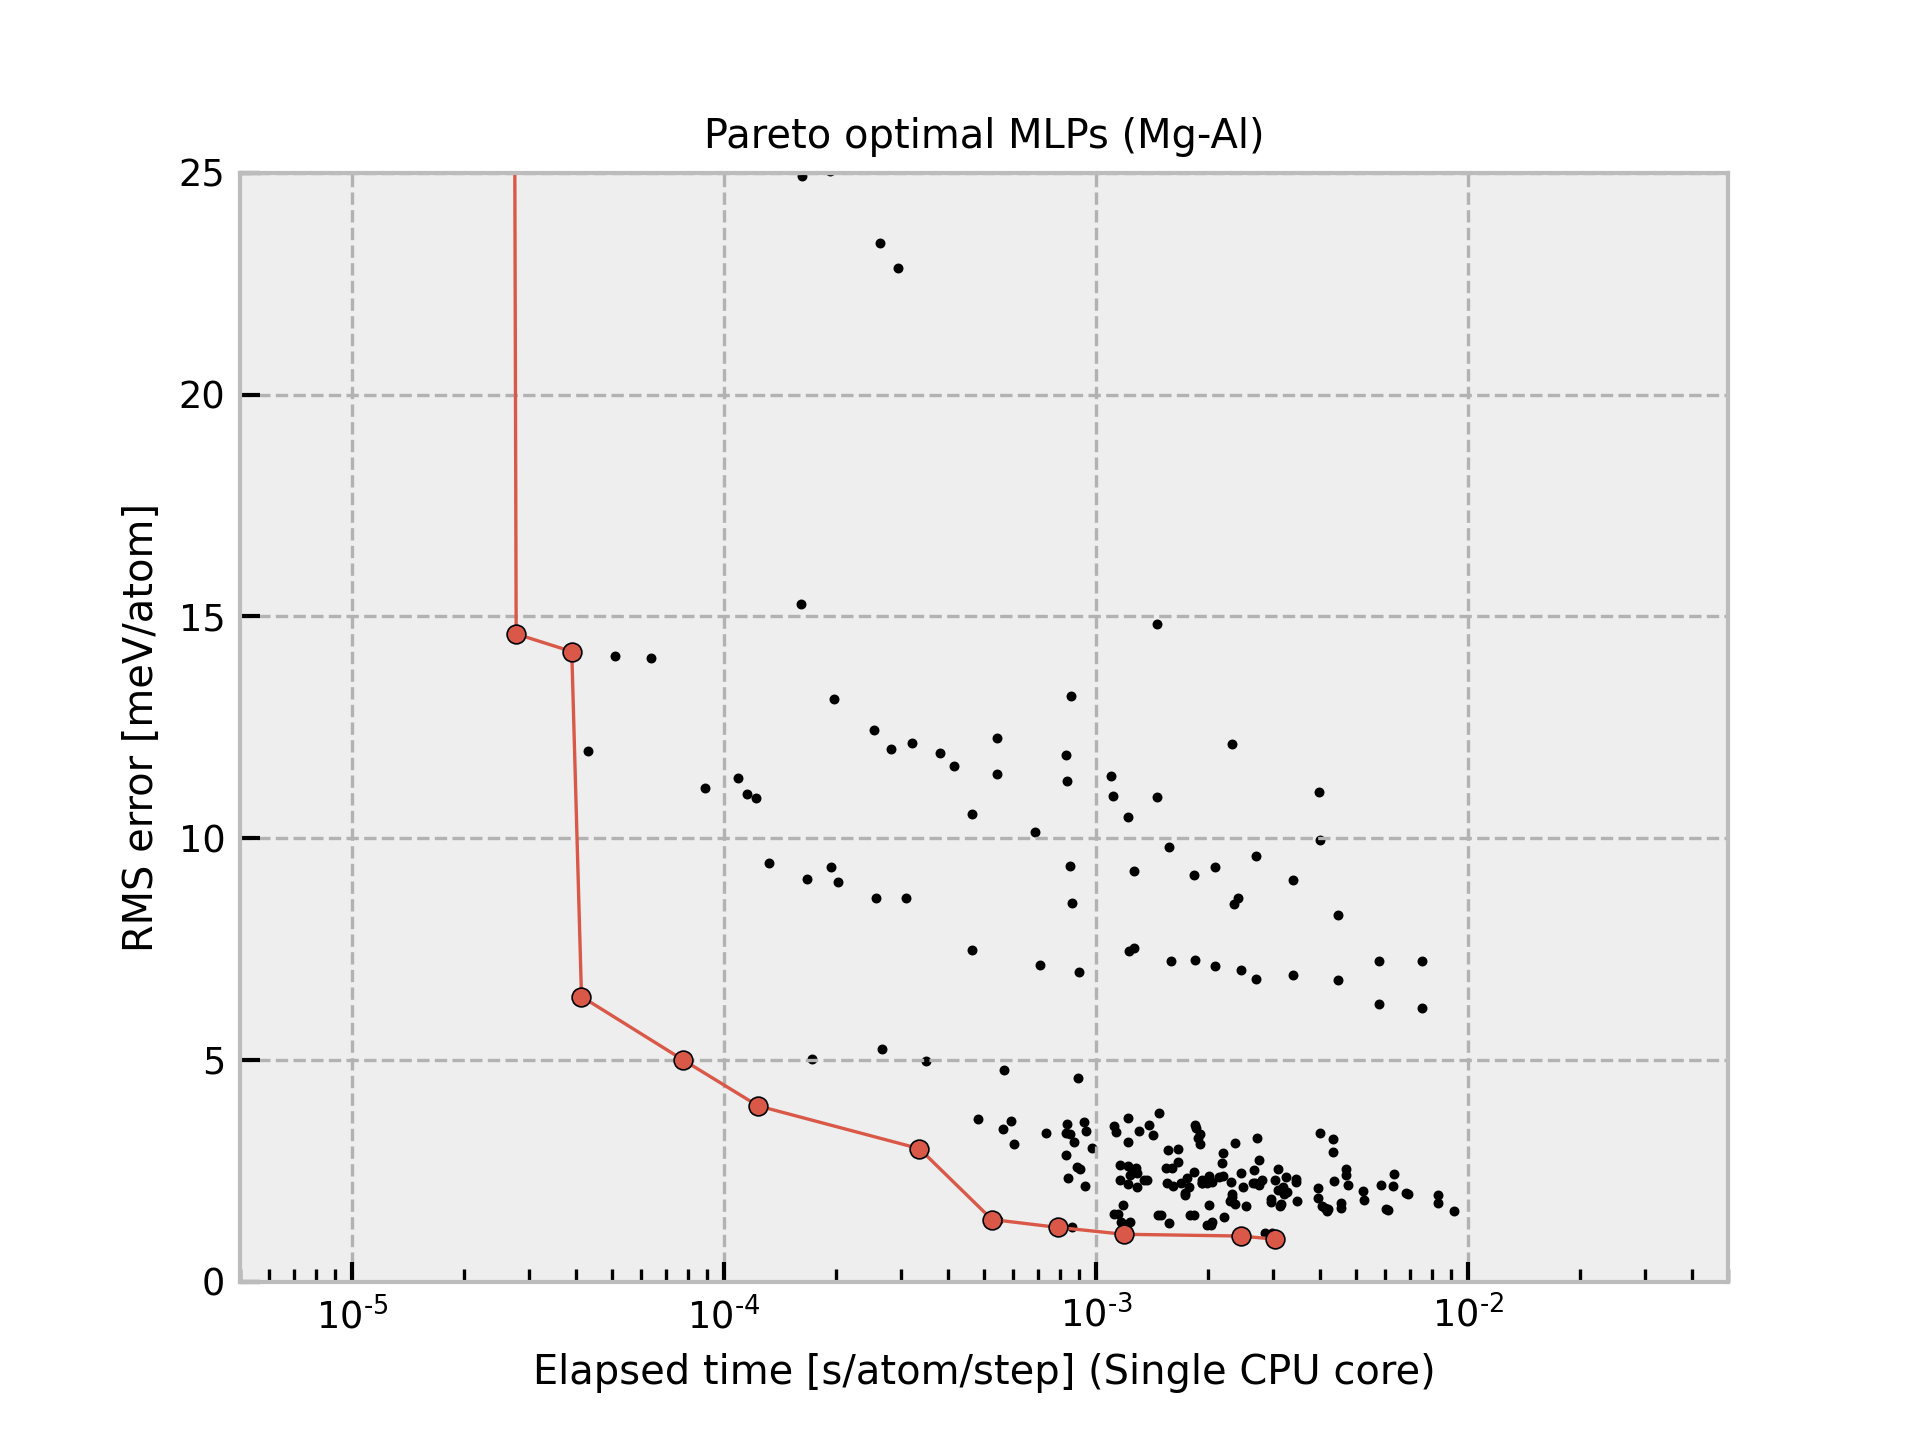 Pareto optimal MLPs (Mg-Al)
25
20
15
10
5
0
RMS error [meV/atom]
10-5 10-4 10-3 10-2
Elapsed time [s/atom/step] (Single CPU core)